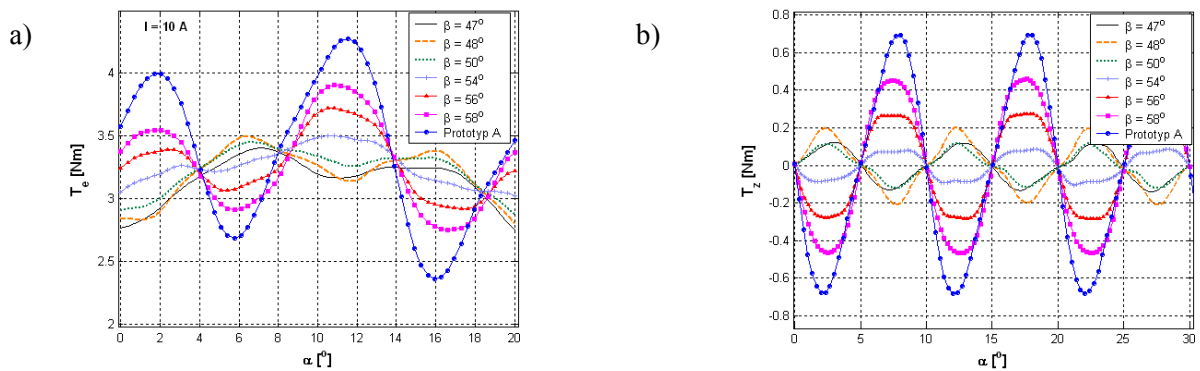 a)
I = 10 A
β = 47°
β = 48°
β = 50°
β = 54°
β = 56°
β = 58°
Prototyp A
4
3.5
3
2.5
2
T_e [Nm]
0 2 4 6 8 10 12 14 16 18 20
α [°]
b)
β = 47°
β = 48°
β = 50°
β = 54°
β = 56°
β = 58°
Prototyp A
0.8
0.6
0.4
0.2
0
-0.2
-0.4
-0.6
-0.8
T_z [Nm]
0 5 10 15 20 25 30
α [°]